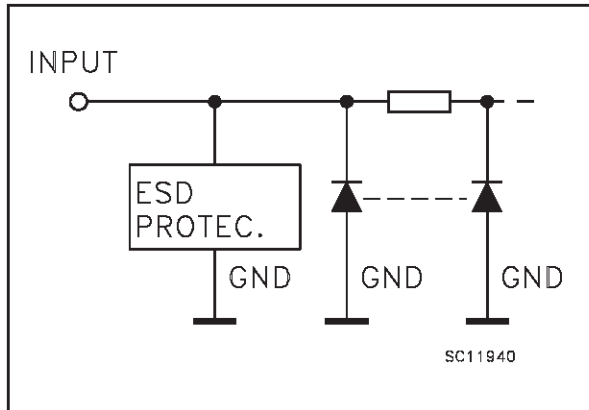 INPUT
ESD
PROTEC.
GND
GND
GND
SC11940